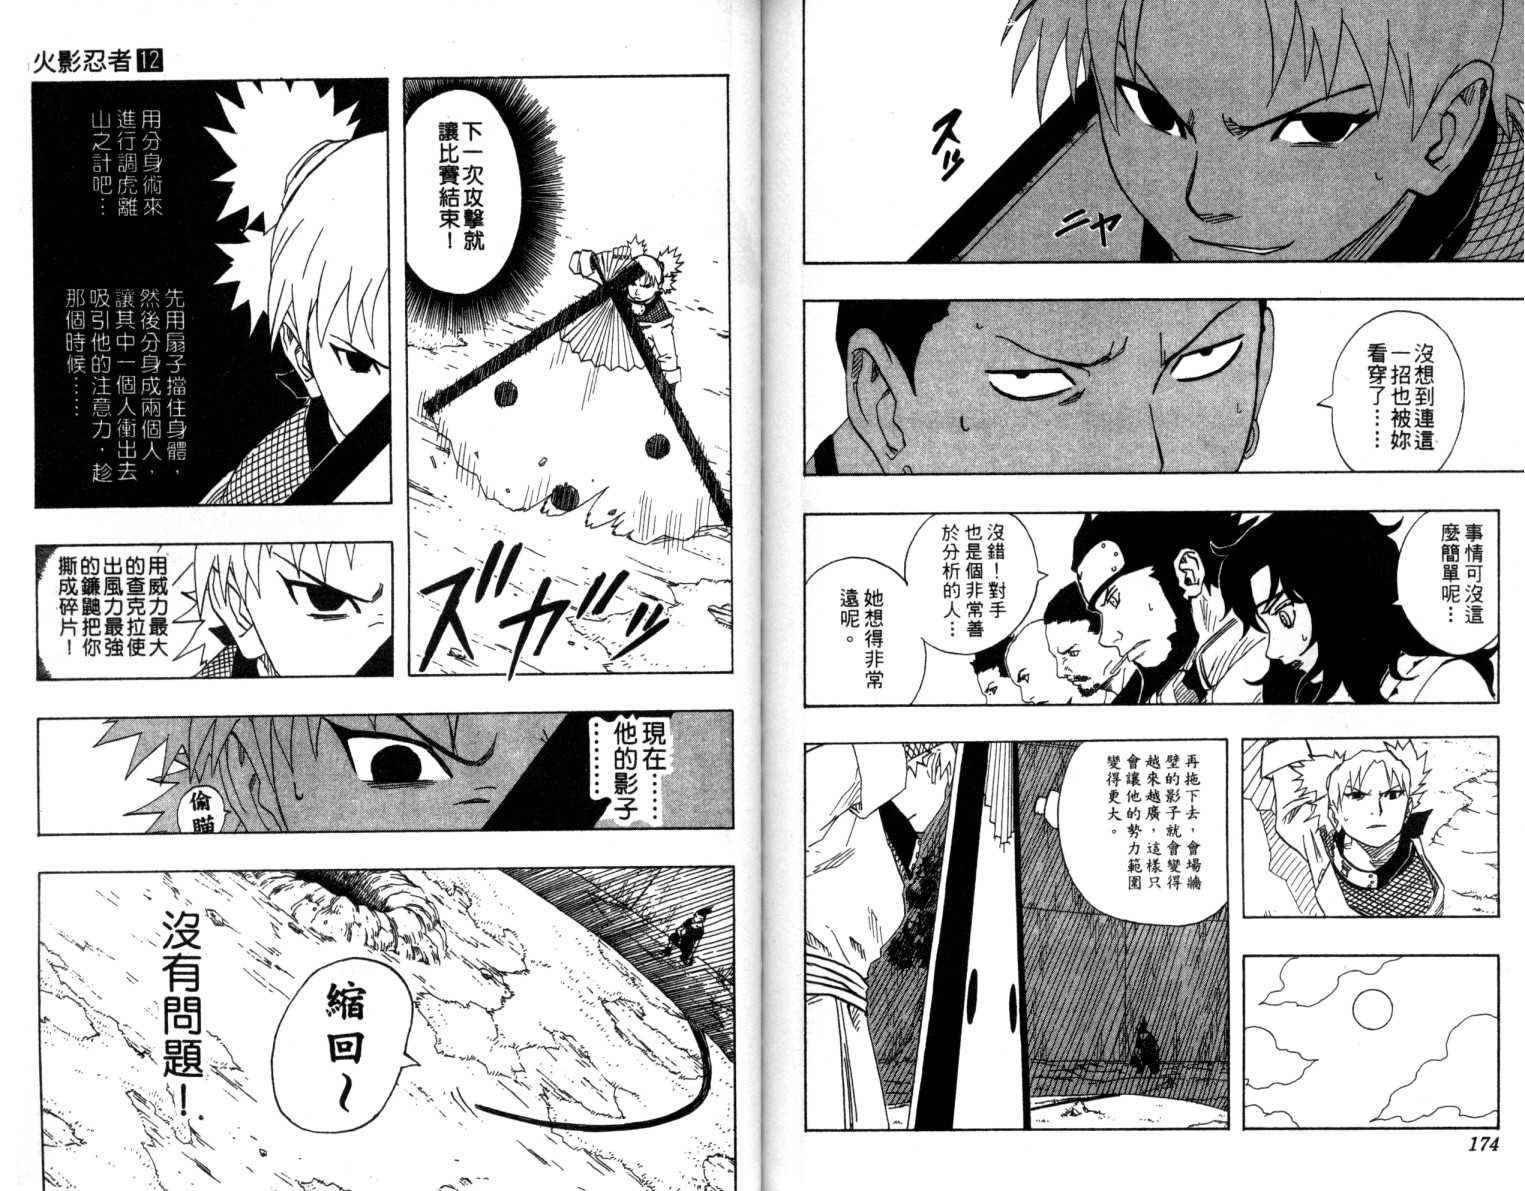 ズッ
ニヤ
沒想到連這
一招也被妳
看穿了……
事情可沒這
麼簡單呢…
沒錯！對手
也是個非常善
於分析的人…
她想得非常
遠呢。
再拖下去，會場牆
壁的影子就會變得
越來越廣，這樣只
會讓他的勢力範圍
變得更大。
174
火影忍者12
下一次攻擊就
讓比賽結束！
ズザッ
用分身術來
進行調虎離
山之計吧…
先用扇子擋住身體，
然後分身成兩個人，
讓其中一個人衝出去
吸引他的注意力，趁
那個時候……
用威力最大
的查克拉使
出風力最強
的鐮鼬把你
撕成碎片！
現在……
他的影子
………
偷瞄
縮回～
沒有問題！